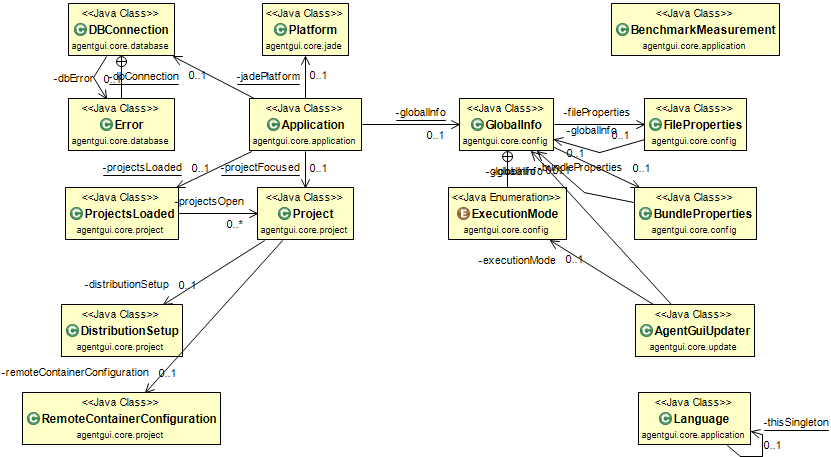 <<Java Class>>
DBConnection
agentgui.core.database
<<Java Class>>
Platform
agentgui.core.jade
<<Java Class>>
BenchmarkMeasurement
agentgui.core.application
-dbError
0..1
-dbConnection
0..1
-jadePlatform
0..1
<<Java Class>>
Error
agentgui.core.database
<<Java Class>>
Application
agentgui.core.application
-globalInfo
0..1
<<Java Class>>
GlobalInfo
agentgui.core.config
-fileProperties
0..1
-globalInfo
0..1
<<Java Class>>
FileProperties
agentgui.core.config
-projectsLoaded
0..1
-projectFocused
0..1
-bundleProperties
0..1
-globalInfo
0..1
<<Java Class>>
ProjectsLoaded
agentgui.core.project
-projectsOpen
0..*
<<Java Class>>
Project
agentgui.core.project
<<Java Enumeration>>
ExecutionMode
agentgui.core.config
<<Java Class>>
BundleProperties
agentgui.core.config
-executionMode
0..1
-distributionSetup
0..1
<<Java Class>>
DistributionSetup
agentgui.core.project
<<Java Class>>
AgentGuiUpdater
agentgui.core.update
-remoteContainerConfiguration
0..1
<<Java Class>>
RemoteContainerConfiguration
agentgui.core.project
<<Java Class>>
Language
agentgui.core.application
-thisSingleton
0..1